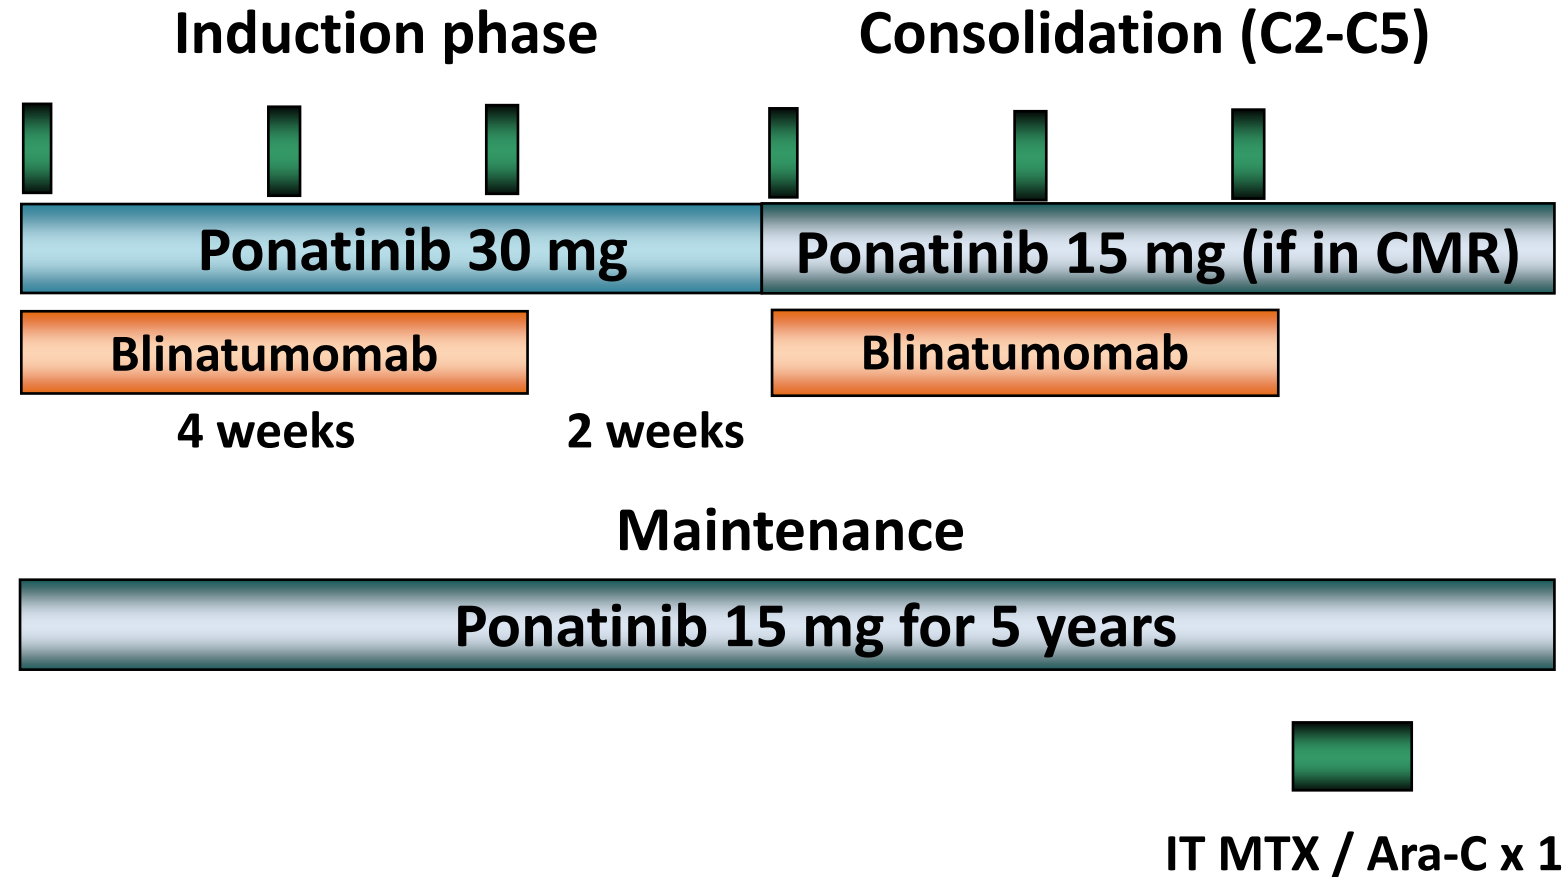 Induction phase
Consolidation (C2-C5)
Ponatinib 30 mg
Ponatinib 15 mg (if in CMR)
Blinatumomab
Blinatumomab
4 weeks
2 weeks
Maintenance
Ponatinib 15 mg for 5 years
IT MTX / Ara-C x 1